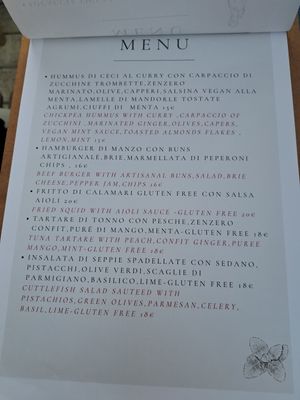 MENU
• HUMMUS DI CECI AL CURRY CON CARPACCIO DI
ZUCCHINE TROMBETTE,ZENZERO
MARINATO,OLIVE,CAPPERI,SALSINA VEGAN ALLA
MENTA,LAMELLE DI MANDORLE TOSTATE
AGRUMI,CIUFFI DI MENTA 15€
CHICKPEA HUMMUS WITH CURRY ,CARPACCIO OF
ZUCCHINI, MARINATED GINGER,OLIVES,CAPERS,
VEGAN MINT SAUCE,TOASTED ALMONDS FLAKES ,
LEMON,MINT 15€
• HAMBURGER DI MANZO CON BUNS
ARTIGIANALE,BRIE,MARMELLATA DI PEPERONI
CHIPS , 16€
BEEF BURGER WITH ARTISANAL BUNS,SALAD,BRIE
CHEESE,PEPPER JAM,CHIPS 16€
• FRITTO DI CALAMARI GLUTEN FREE CON SALSA
AIOLI 20€
FRIED SQUID WITH AIOLI SAUCE -GLUTEN FREE 20€
• TARTARE DI TONNO CON PESCHE,ZENZERO
CONFIT,PURÈ DI MANGO,MENTA-GLUTEN FREE 18€
TUNA TARTARE WITH PEACH,CONFIT GINGER,PUREE
MANGO,MINT-GLUTEN FREE 18€
• INSALATA DI SEPPIE SPADELLATE CON SEDANO,
PISTACCHI,OLIVE VERDI,SCAGLIE DI
PARMIGIANO,BASILICO,LIME-GLUTEN FREE 18€
CUTTLEFISH SALAD SAUTEED WITH
PISTACHIOS,GREEN OLIVES,PARMESAN,CELERY,
BASIL,LIME-GLUTEN FREE 18€